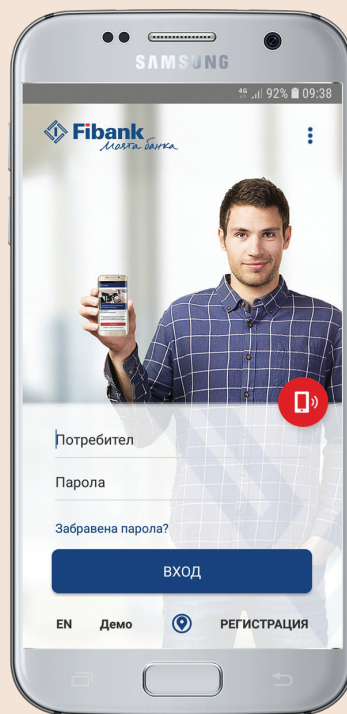 SAMSUNG
4G 92% 09:38
Fibank
Моята банка
Потребител
Парола
Забравена парола?
ВХОД
EN Демо РЕГИСТРАЦИЯ